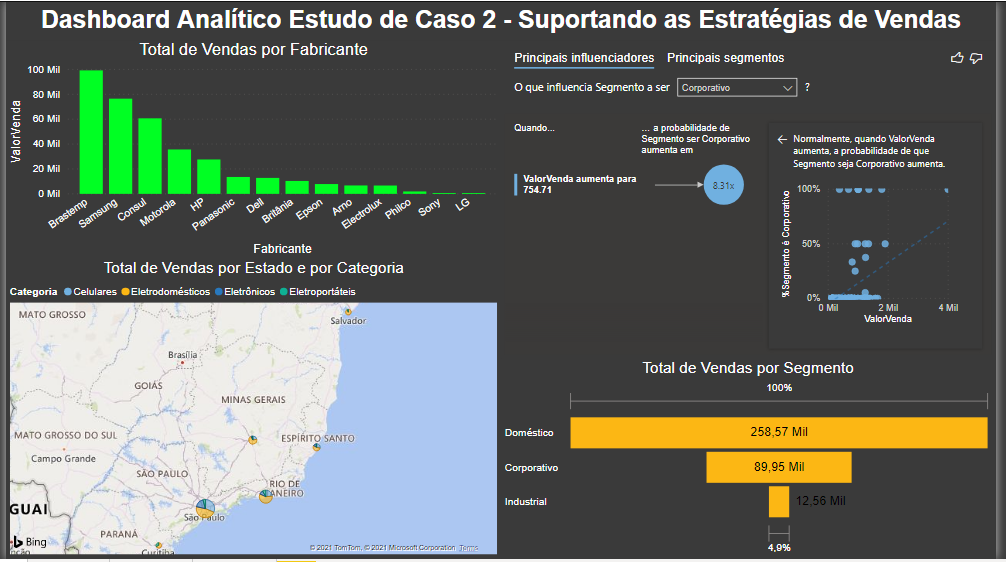 Dashboard Analítico Estudo de Caso 2 - Suportando as Estratégias de Vendas
Total de Vendas por Fabricante
ValorVenda
100 Mil
80 Mil
60 Mil
40 Mil
20 Mil
0 Mil
Brastemp
Samsung
Consul
Motorola
HP
Panasonic
Dell
Britânia
Epson
Arno
Electrolux
Philco
Sony
LG
Fabricante
Principais influenciadores Principais segmentos
O que influencia Segmento a ser Corporativo ?
Quando...
... a probabilidade de
Segmento ser Corporativo
aumenta em
ValorVenda aumenta para
754.71
8.31x
Normalmente, quando ValorVenda
aumenta, a probabilidade de que
Segmento seja Corporativo aumenta.
%Segmento é Corporativo
100%
50%
0%
0 Mil 2 Mil 4 Mil
ValorVenda
Total de Vendas por Estado e por Categoria
Categoria Celulares Eletrodomésticos Eletrônicos Eletroportáteis
MATO GROSSO
Salvador
Brasília
GOIÁS
MINAS GERAIS
MATO GROSSO DO SUL
ESPÍRITO SANTO
Campo Grande
SÃO PAULO
RIO DE
JANEIRO
São Paulo
GUAI
PARANÁ
Curitiba
Bing
© 2021 TomTom, © 2021 Microsoft Corporation Terms
Total de Vendas por Segmento
100%
Doméstico 258,57 Mil
Corporativo 89,95 Mil
Industrial 12,56 Mil
4,9%